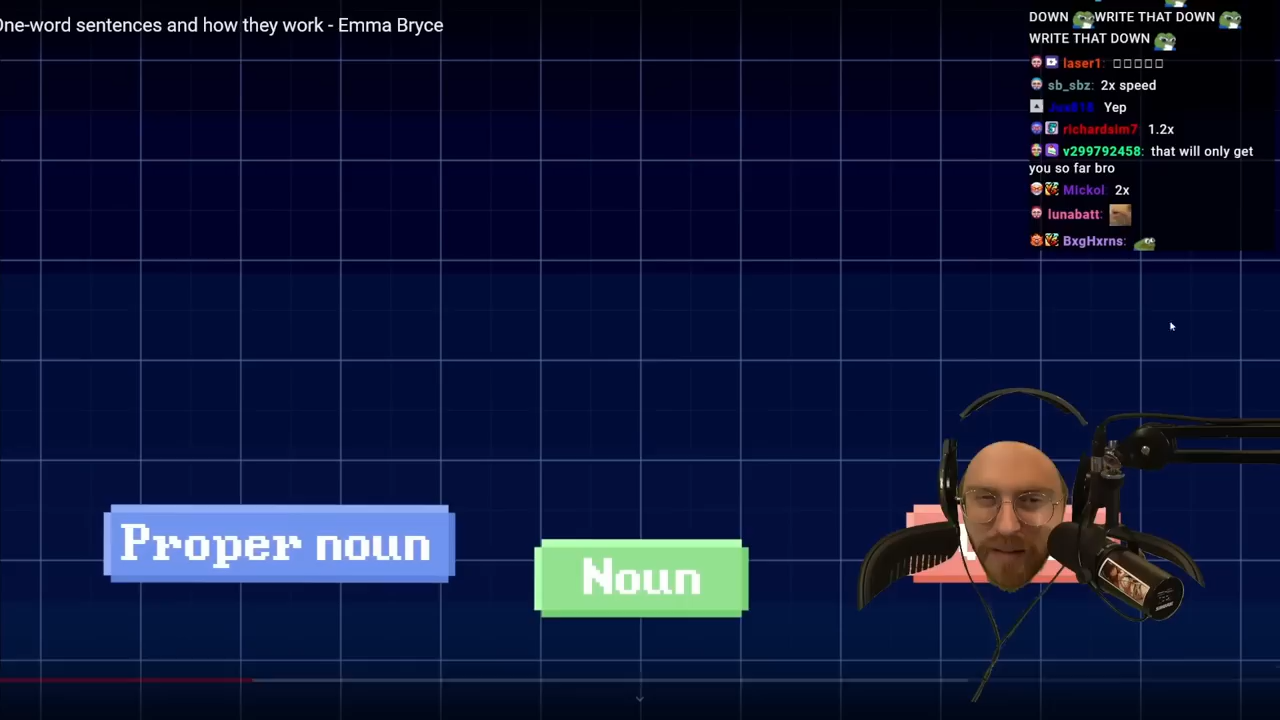 One-word sentences and how they work - Emma Bryce
DOWN WRITE THAT DOWN
WRITE THAT DOWN
laser1:
sb_sbz: 2x speed
Yep
richardsim7 1.2x
v299792458: that will only get
you so far bro
Mickol 2x
lunabatt:
BxgHxrns:
Proper noun
Noun